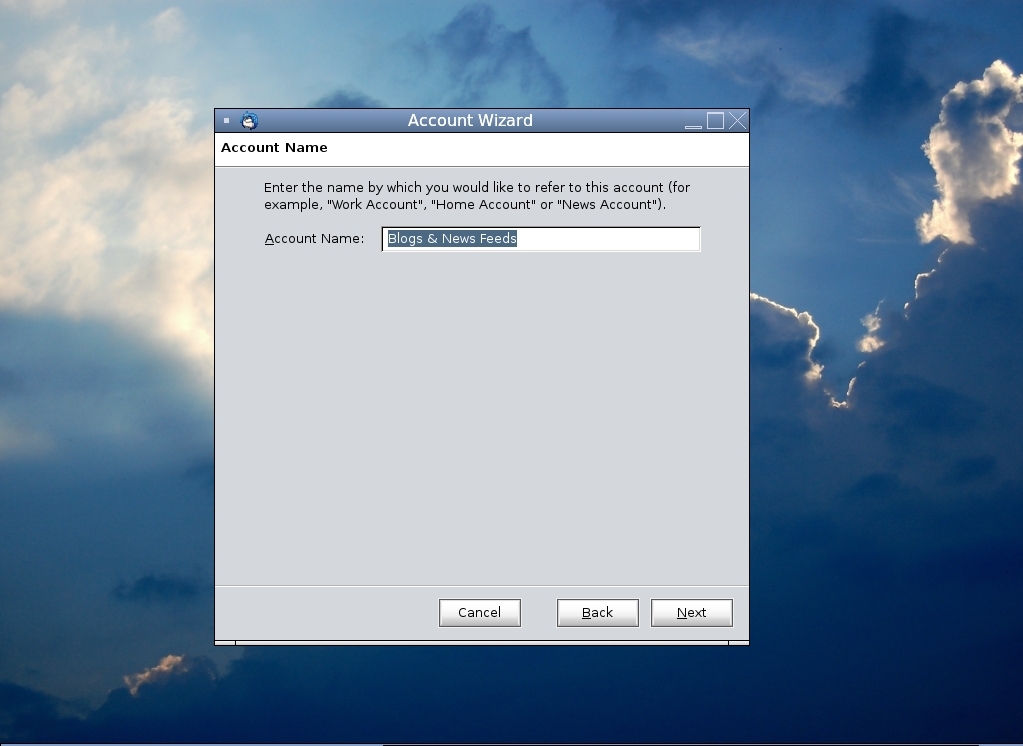 Account Wizard
Account Name
Enter the name by which you would like to refer to this account (for
example, "Work Account", "Home Account" or "News Account").
Account Name: Blogs & News Feeds
Cancel Back Next